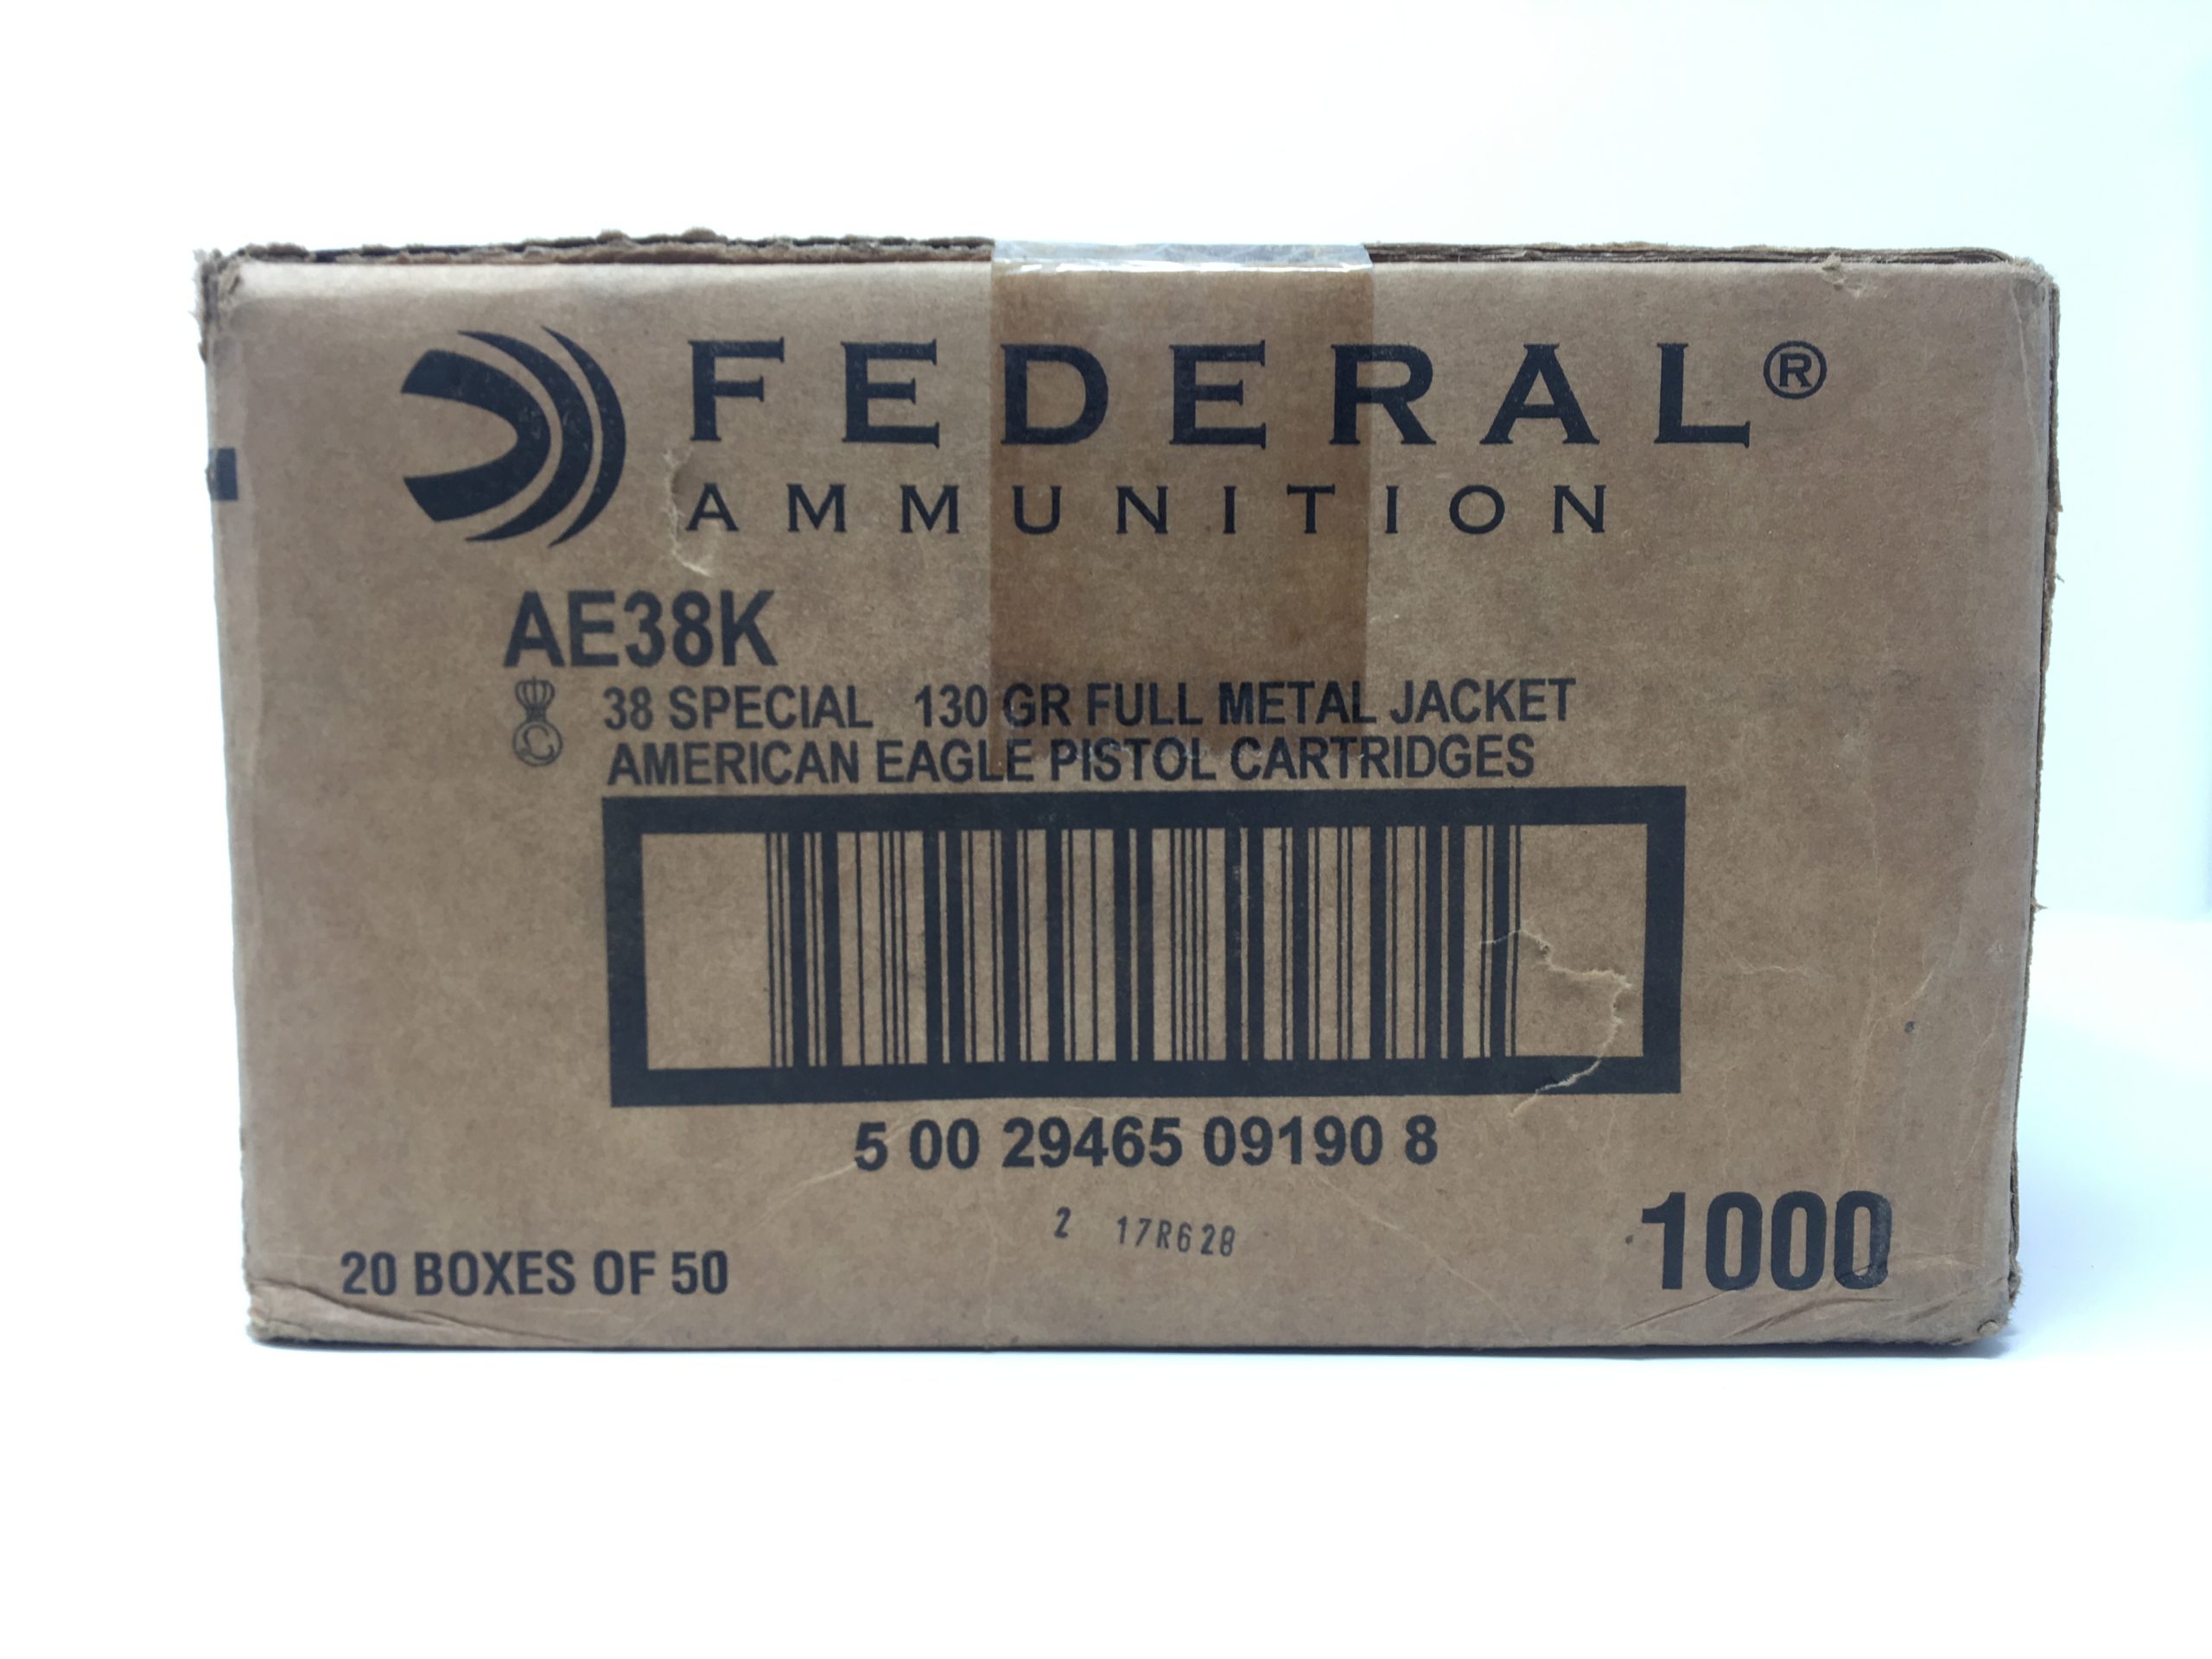 FEDERAL®
AMMUNITION
AE38K
38 SPECIAL 130 GR FULL METAL JACKET
AMERICAN EAGLE PISTOL CARTRIDGES
5 00 29465 09190 8
2 17R628
20 BOXES OF 50
1000